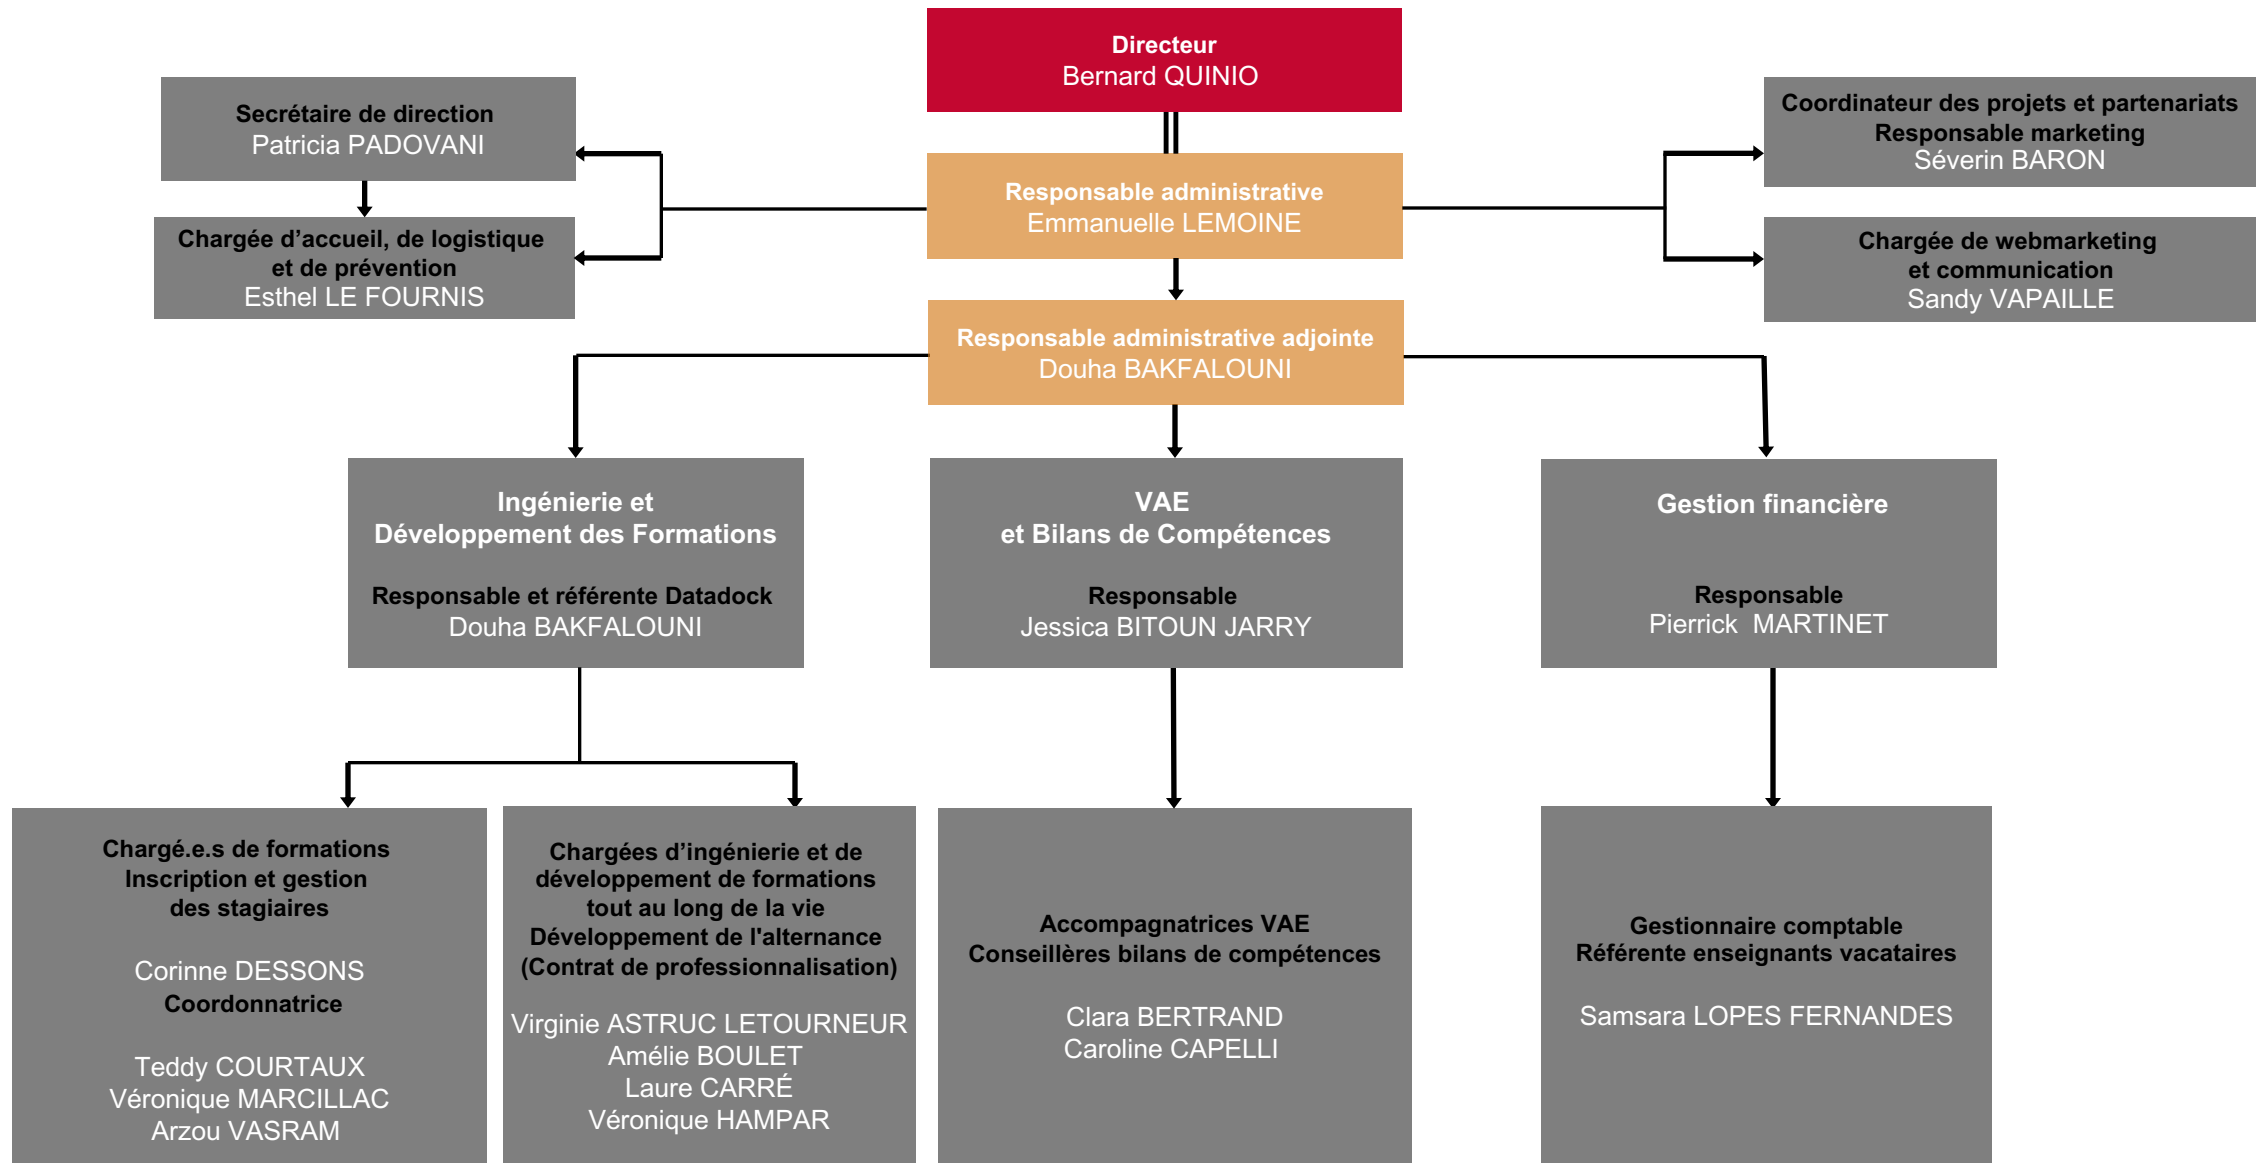 Directeur
Bernard QUINIO
Secrétaire de direction
Patricia PADOVANI
Coordinateur des projets et partenariats
Responsable marketing
Séverin BARON
Responsable administrative
Emmanuelle LEMOINE
Chargée d’accueil, de logistique
et de prévention
Esthel LE FOURNIS
Chargée de webmarketing
et communication
Sandy VAPAILLE
Responsable administrative adjointe
Douha BAKFALOUNI
Ingénierie et
Développement des Formations
Responsable et référente Datadock
Douha BAKFALOUNI
VAE
et Bilans de Compétences
Responsable
Jessica BITOUN JARRY
Gestion financière
Responsable
Pierrick  MARTINET
Chargé.e.s de formations
Inscription et gestion
des stagiaires
Corinne DESSONS
Coordonnatrice
Teddy COURTAUX
Véronique MARCILLAC
Arzou VASRAM
Chargées d’ingénierie et de
développement de formations
tout au long de la vie
Développement de l'alternance
(Contrat de professionnalisation)
Virginie ASTRUC LETOURNEUR
Amélie BOULET
Laure CARRÉ
Véronique HAMPAR
Accompagnatrices VAE
Conseillères bilans de compétences
Clara BERTRAND
Caroline CAPELLI
Gestionnaire comptable
Référente enseignants vacataires
Samsara LOPES FERNANDES